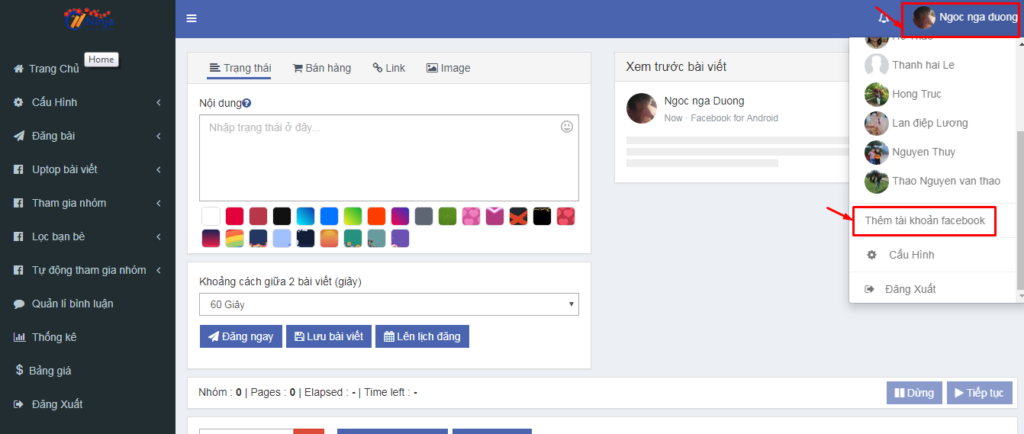 Ninja
Home
Trang Chủ
Cấu Hình
Đăng bài
Uptop bài viết
Tham gia nhóm
Lọc bạn bè
Tự động tham gia nhóm
Quản lí bình luận
Thống kê
Bảng giá
Đăng Xuất
Trạng thái
Bán hàng
Link
Image
Nội dung
Nhập trạng thái ở đây...
Khoảng cách giữa 2 bài viết (giây)
60 Giây
Đăng ngay
Lưu bài viết
Lên lịch đăng
Nhóm : 0 | Pages : 0 | Elapsed : - | Time left : -
Dừng
Tiếp tục
Xem trước bài viết
Ngoc nga Duong
Now · Facebook for Android
Ngoc nga duong
Thanh hai Le
Hong Truc
Lan điệp Lương
Nguyen Thuy
Thao Nguyen van thao
Thêm tài khoản facebook
Cấu Hình
Đăng Xuất